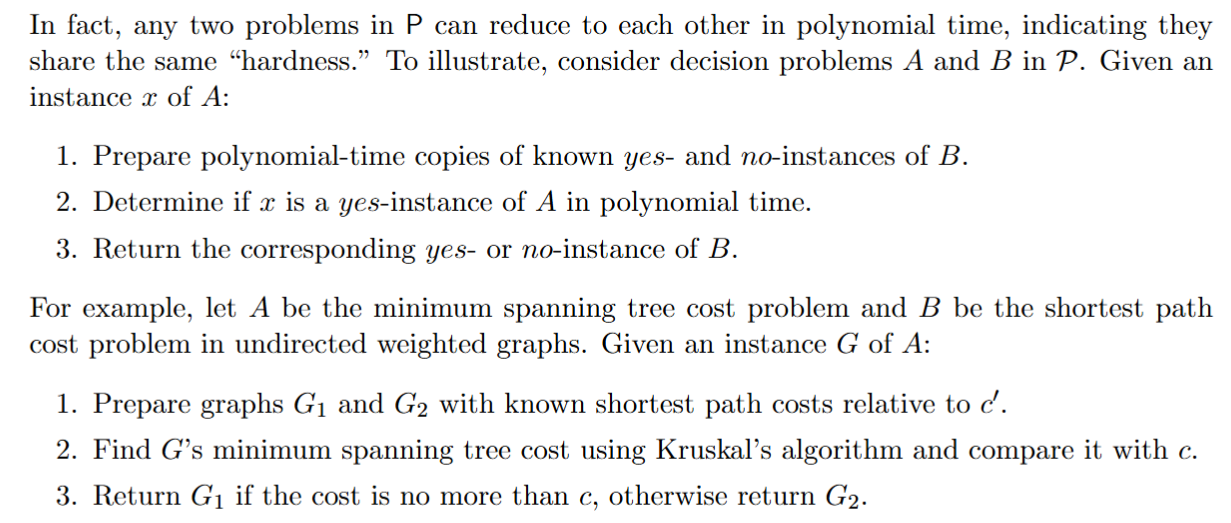 In fact, any two problems in P can reduce to each other in polynomial time, indicating they
share the same “hardness.” To illustrate, consider decision problems A and B in 𝒫. Given an
instance x of A:
1. Prepare polynomial-time copies of known yes- and no-instances of B.
2. Determine if x is a yes-instance of A in polynomial time.
3. Return the corresponding yes- or no-instance of B.
For example, let A be the minimum spanning tree cost problem and B be the shortest path
cost problem in undirected weighted graphs. Given an instance G of A:
1. Prepare graphs G₁ and G₂ with known shortest path costs relative to c′.
2. Find G’s minimum spanning tree cost using Kruskal’s algorithm and compare it with c.
3. Return G₁ if the cost is no more than c, otherwise return G₂.